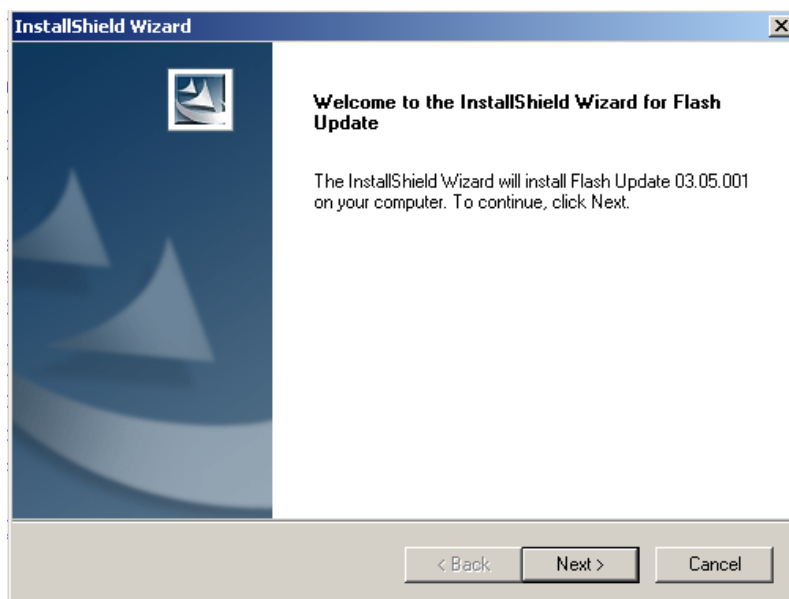 InstallShield Wizard
Welcome to the InstallShield Wizard for Flash
Update
The InstallShield Wizard will install Flash Update 03.05.001
on your computer. To continue, click Next.
< Back Next > Cancel